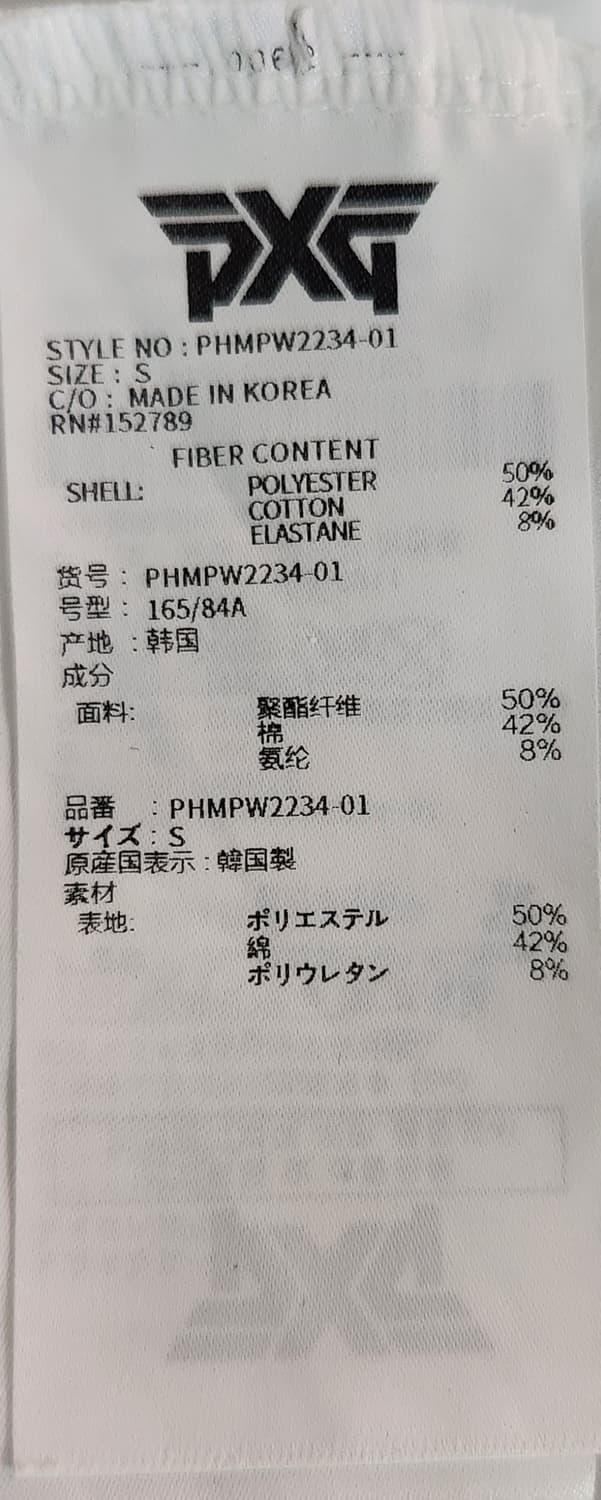 PXG
STYLE NO : PHMPW2234-01
SIZE : S
C/O : MADE IN KOREA
RN#152789
FIBER CONTENT
SHELL: POLYESTER 50%
COTTON 42%
ELASTANE 8%
货号 : PHMPW2234-01
号型 : 165/84A
产地 : 韩国
成分
面料: 聚酯纤维 50%
棉 42%
氨纶 8%
品番 : PHMPW2234-01
サイズ : S
原産国表示 : 韓国製
素材
表地: ポリエステル 50%
綿 42%
ポリウレタン 8%